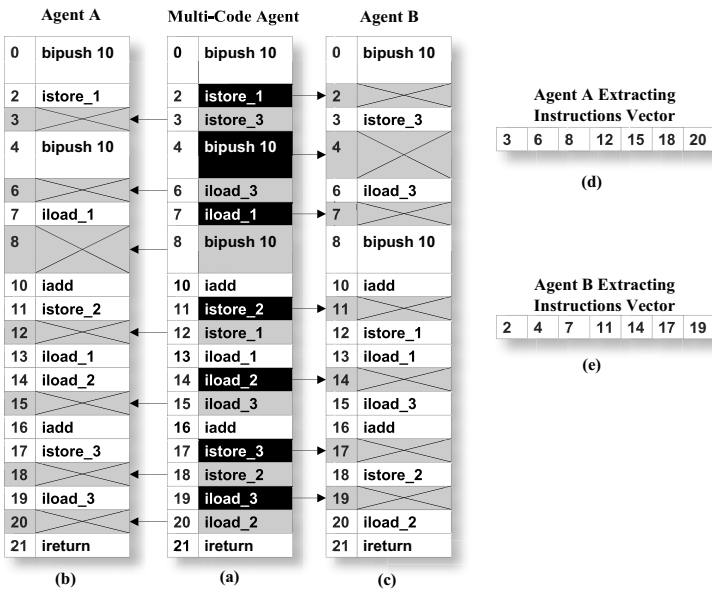 Agent A
Multi-Code Agent
Agent B
0 bipush 10
2 istore_1
3
4 bipush 10
6
7 iload_1
8
10 iadd
11 istore_2
12
13 iload_1
14 iload_2
15
16 iadd
17 istore_3
18
19 iload_3
20
21 ireturn
(b)
0 bipush 10
2 istore_1
3 istore_3
4 bipush 10
6 iload_3
7 iload_1
8 bipush 10
10 iadd
11 istore_2
12 istore_1
13 iload_1
14 iload_2
15 iload_3
16 iadd
17 istore_3
18 istore_2
19 iload_3
20 iload_2
21 ireturn
(a)
0 bipush 10
2
3 istore_3
4
6 iload_3
7
8 bipush 10
10 iadd
11
12 istore_1
13 iload_1
14
15 iload_3
16 iadd
17
18 istore_2
19
20 iload_2
21 ireturn
(c)
Agent A Extracting
Instructions Vector
3 6 8 12 15 18 20
(d)
Agent B Extracting
Instructions Vector
2 4 7 11 14 17 19
(e)